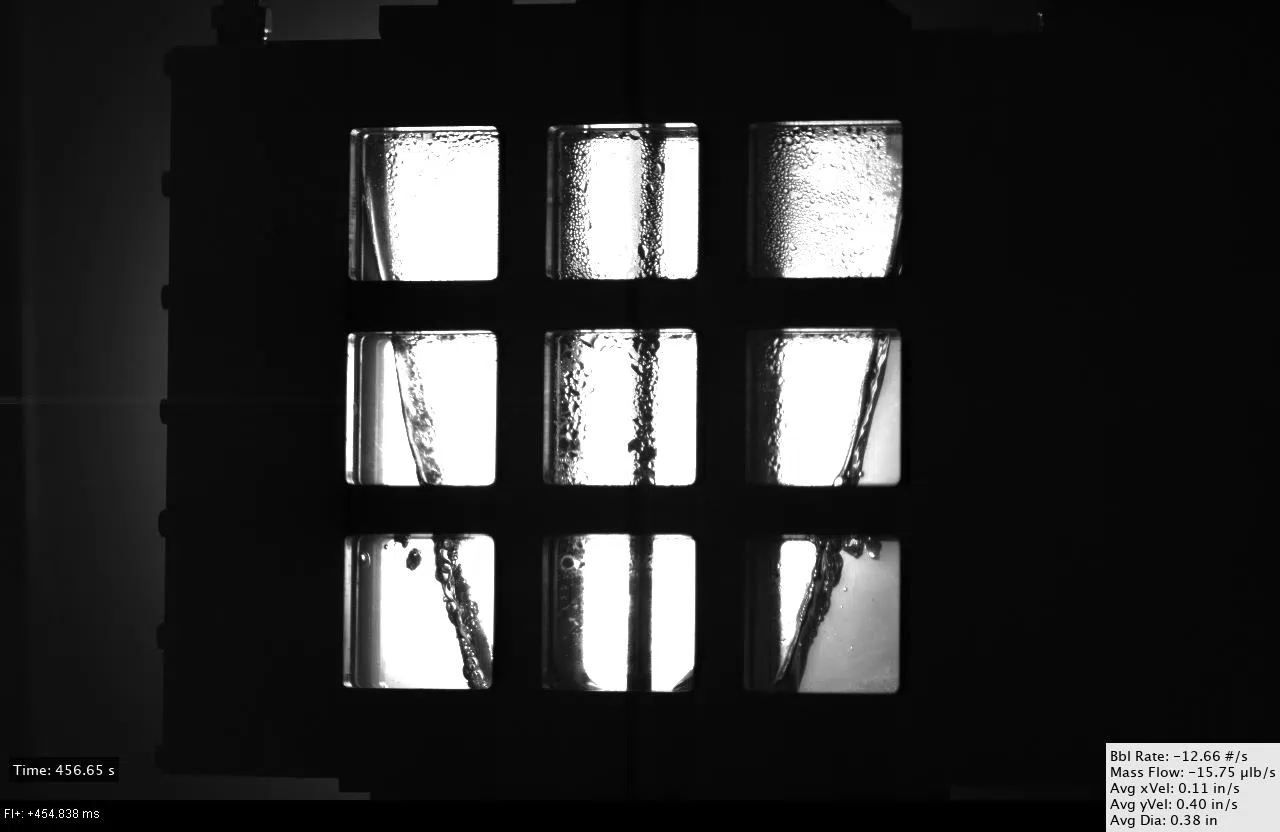 Time: 456.65 s
Bbl Rate: -12.66 #/s
Mass Flow: -15.75 µlb/s
Avg xVel: 0.11 in/s
Avg yVel: 0.40 in/s
Avg Dia: 0.38 in
FI+: +454.838 ms